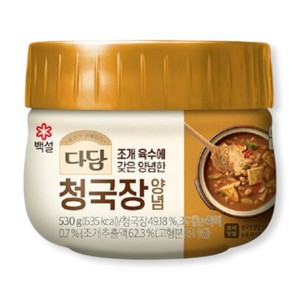 백설
다담
조개 육수에
갖은 양념한
청국장 양념
530 g (635 kcal)/청국장 49.18 %,
0.7 % (조개추출액 62.3 % (고형분